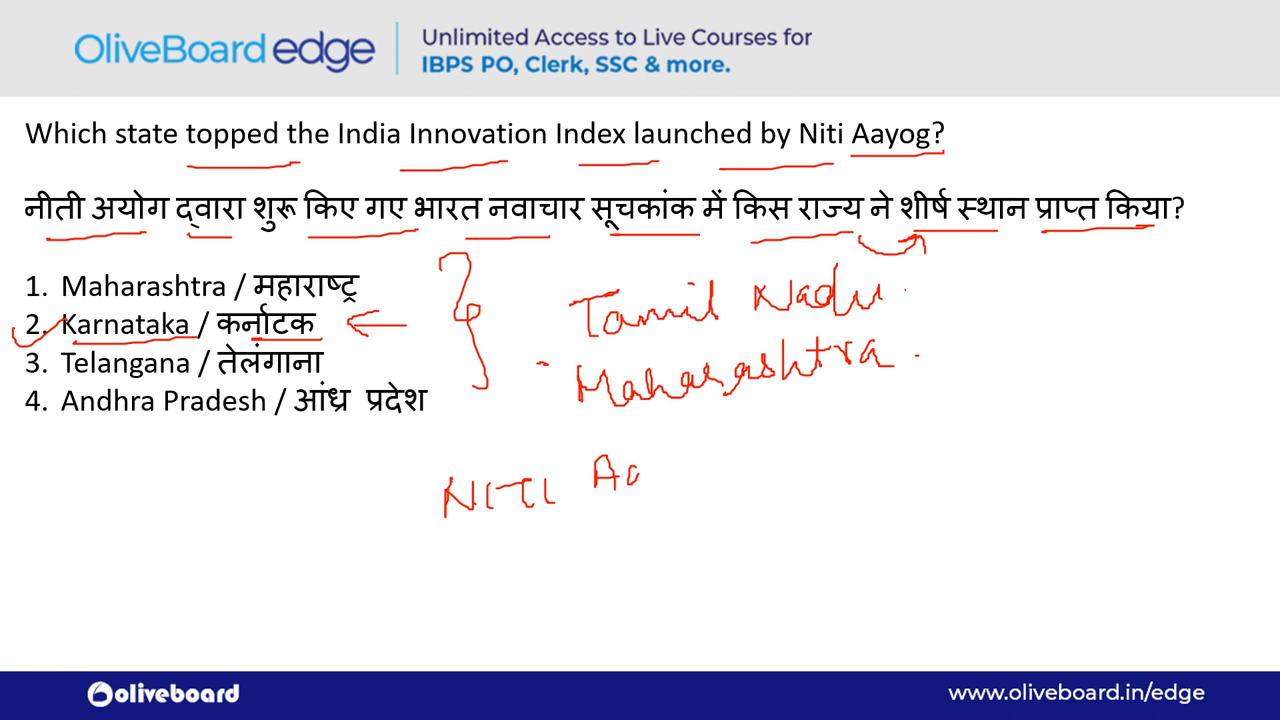 OliveBoard edge
Unlimited Access to Live Courses for
IBPS PO, Clerk, SSC & more.
Which state topped the India Innovation Index launched by Niti Aayog?
नीती अयोग द्वारा शुरू किए गए भारत नवाचार सूचकांक में किस राज्य ने शीर्ष स्थान प्राप्त किया?
1. Maharashtra / महाराष्ट्र
2. Karnataka / कर्नाटक
3. Telangana / तेलंगाना
4. Andhra Pradesh / आंध्र प्रदेश
Tamil Nadu
Maharashtra
NITI Aa
oliveboard
www.oliveboard.in/edge